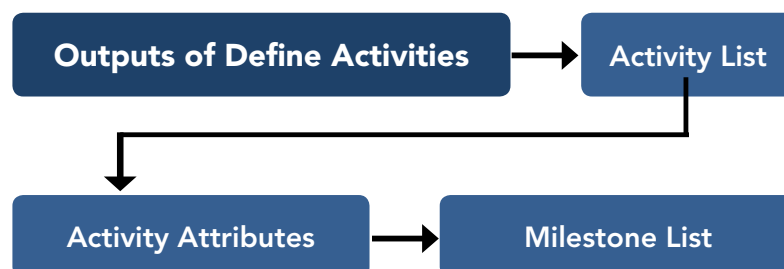 Outputs of Define Activities
Activity List
Activity Attributes
Milestone List